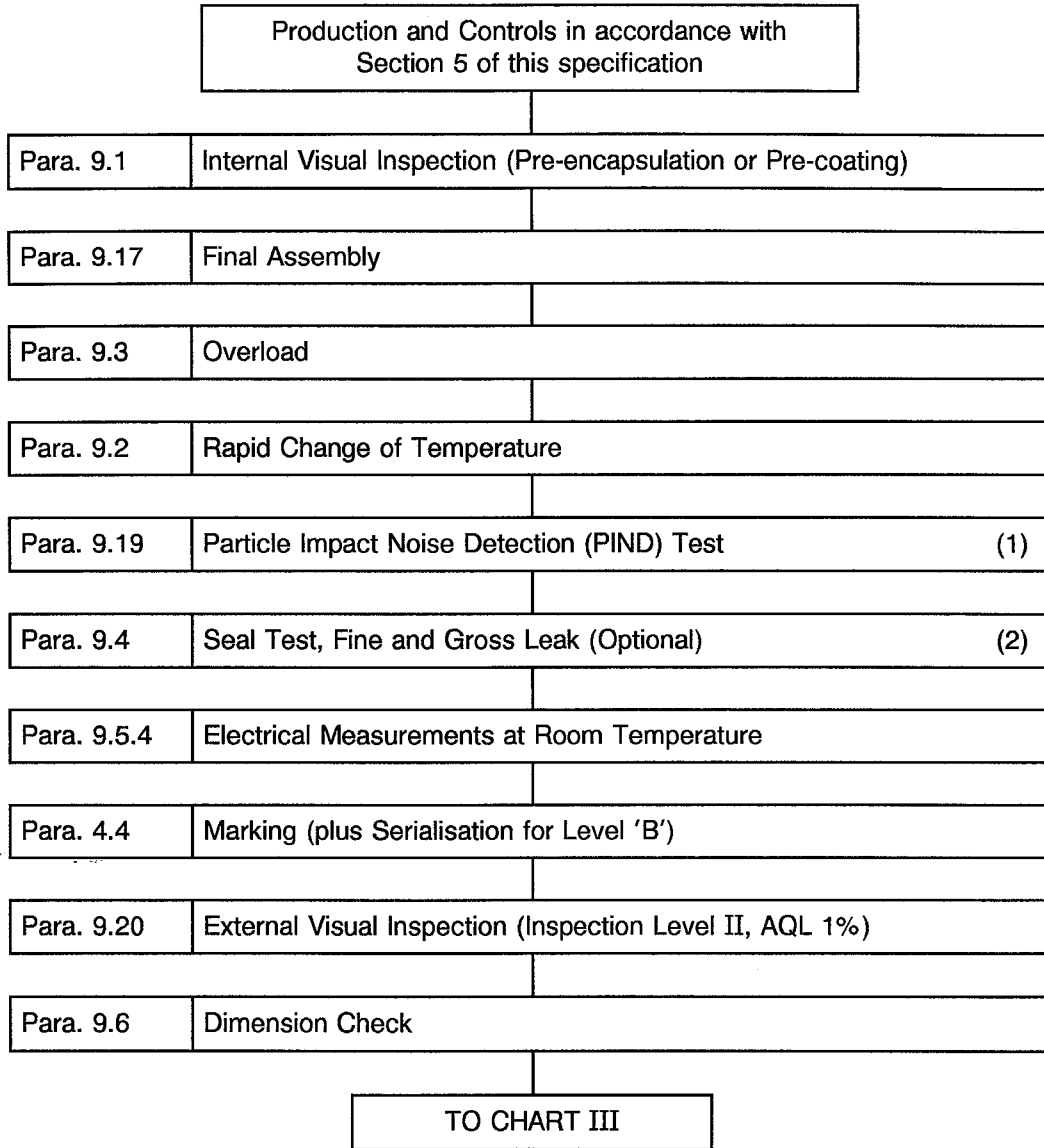 Production and Controls in accordance with
Section 5 of this specification
Para. 9.1 Internal Visual Inspection (Pre-encapsulation or Pre-coating)
Para. 9.17 Final Assembly
Para. 9.3 Overload
Para. 9.2 Rapid Change of Temperature
Para. 9.19 Particle Impact Noise Detection (PIND) Test (1)
Para. 9.4 Seal Test, Fine and Gross Leak (Optional) (2)
Para. 9.5.4 Electrical Measurements at Room Temperature
Para. 4.4 Marking (plus Serialisation for Level 'B')
Para. 9.20 External Visual Inspection (Inspection Level II, AQL 1%)
Para. 9.6 Dimension Check
TO CHART III